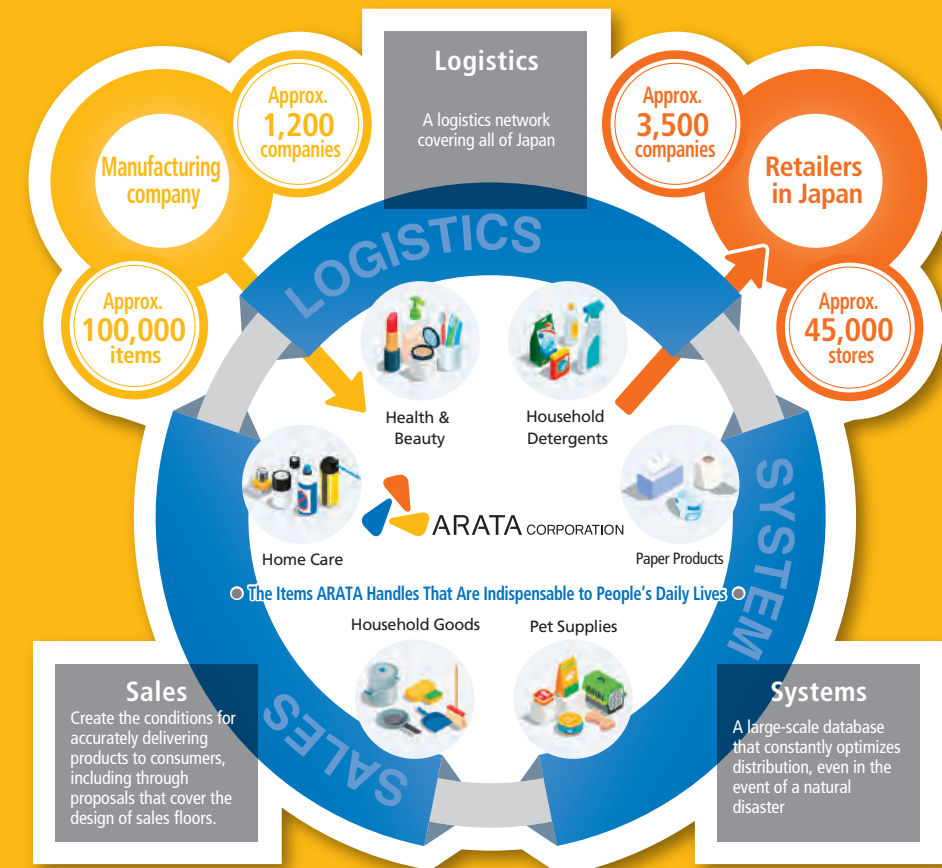 Logistics
A logistics network
covering all of Japan
Approx.
1,200
companies
Manufacturing
company
Approx.
100,000
items
Approx.
3,500
companies
Retailers
in Japan
Approx.
45,000
stores
LOGISTICS
Health &
Beauty
Household
Detergents
Home Care
ARATA CORPORATION
Paper Products
SYSTEM
The Items ARATA Handles That Are Indispensable to People's Daily Lives
Household Goods
Pet Supplies
SALES
Sales
Create the conditions for
accurately delivering
products to consumers,
including through
proposals that cover the
design of sales floors.
Systems
A large-scale database
that constantly optimizes
distribution, even in the
event of a natural
disaster